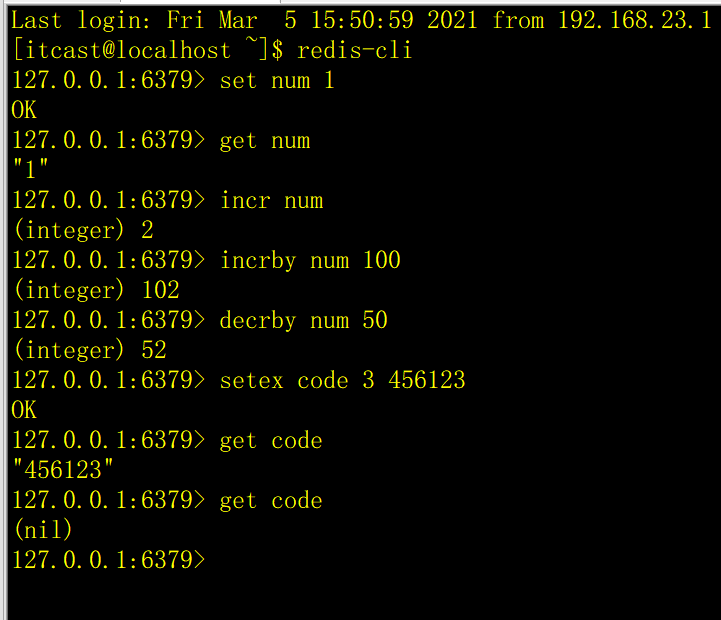 Last login: Fri Mar  5 15:50:59 2021 from 192.168.23.1
[itcast@localhost ~]$ redis-cli
127.0.0.1:6379> set num 1
OK
127.0.0.1:6379> get num
"1"
127.0.0.1:6379> incr num
(integer) 2
127.0.0.1:6379> incrby num 100
(integer) 102
127.0.0.1:6379> decrby num 50
(integer) 52
127.0.0.1:6379> setex code 3 456123
OK
127.0.0.1:6379> get code
"456123"
127.0.0.1:6379> get code
(nil)
127.0.0.1:6379>